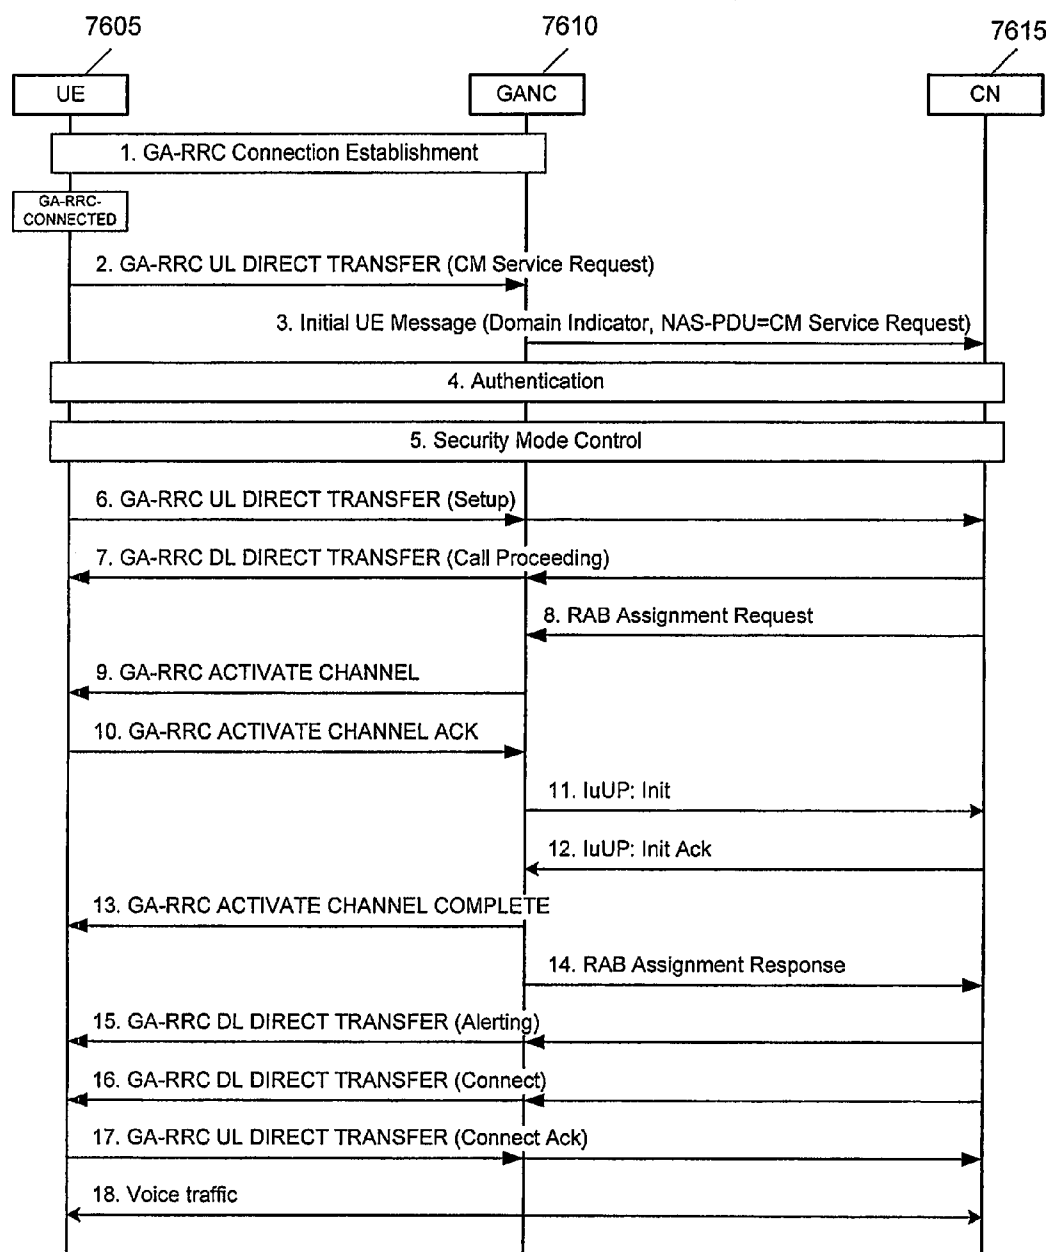 7605
7610
7615
UE
GANC
CN
1. GA-RRC Connection Establishment
GA-RRC-
CONNECTED
2. GA-RRC UL DIRECT TRANSFER (CM Service Request)
3. Initial UE Message (Domain Indicator, NAS-PDU=CM Service Request)
4. Authentication
5. Security Mode Control
6. GA-RRC UL DIRECT TRANSFER (Setup)
7. GA-RRC DL DIRECT TRANSFER (Call Proceeding)
8. RAB Assignment Request
9. GA-RRC ACTIVATE CHANNEL
10. GA-RRC ACTIVATE CHANNEL ACK
11. IuUP: Init
12. IuUP: Init Ack
13. GA-RRC ACTIVATE CHANNEL COMPLETE
14. RAB Assignment Response
15. GA-RRC DL DIRECT TRANSFER (Alerting)
16. GA-RRC DL DIRECT TRANSFER (Connect)
17. GA-RRC UL DIRECT TRANSFER (Connect Ack)
18. Voice traffic